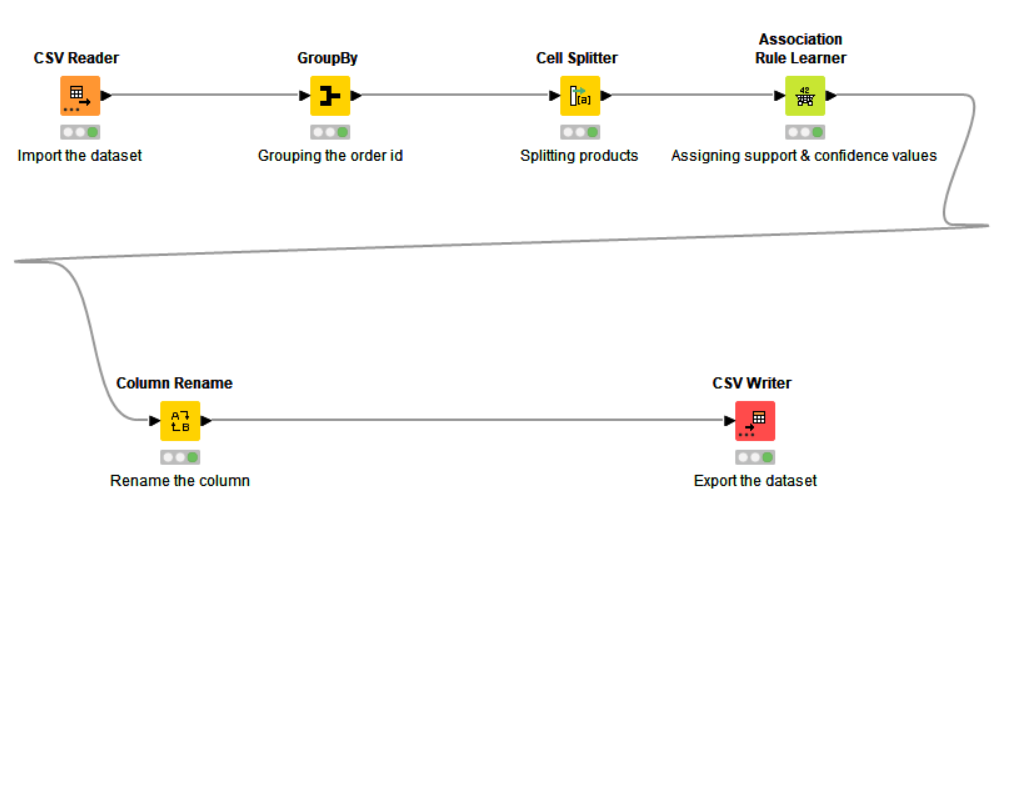 CSV Reader
GroupBy
Cell Splitter
Association
Rule Learner
42
[a]
Import the dataset
Grouping the order id
Splitting products
Assigning support & confidence values
Column Rename
CSV Writer
A
B
Rename the column
Export the dataset